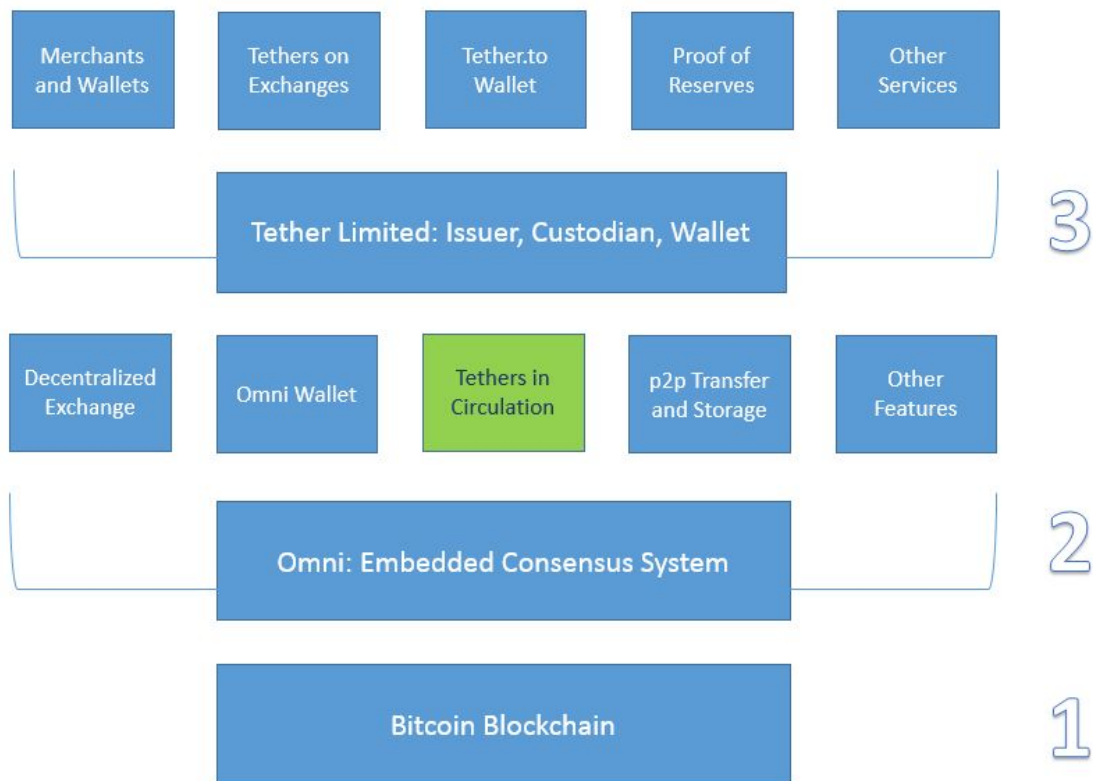 Merchants
and Wallets
Tethers on
Exchanges
Tether.to
Wallet
Proof of
Reserves
Other
Services
Tether Limited: Issuer, Custodian, Wallet
3
Decentralized
Exchange
Omni Wallet
Tethers in
Circulation
p2p Transfer
and Storage
Other
Features
Omni: Embedded Consensus System
2
Bitcoin Blockchain
1